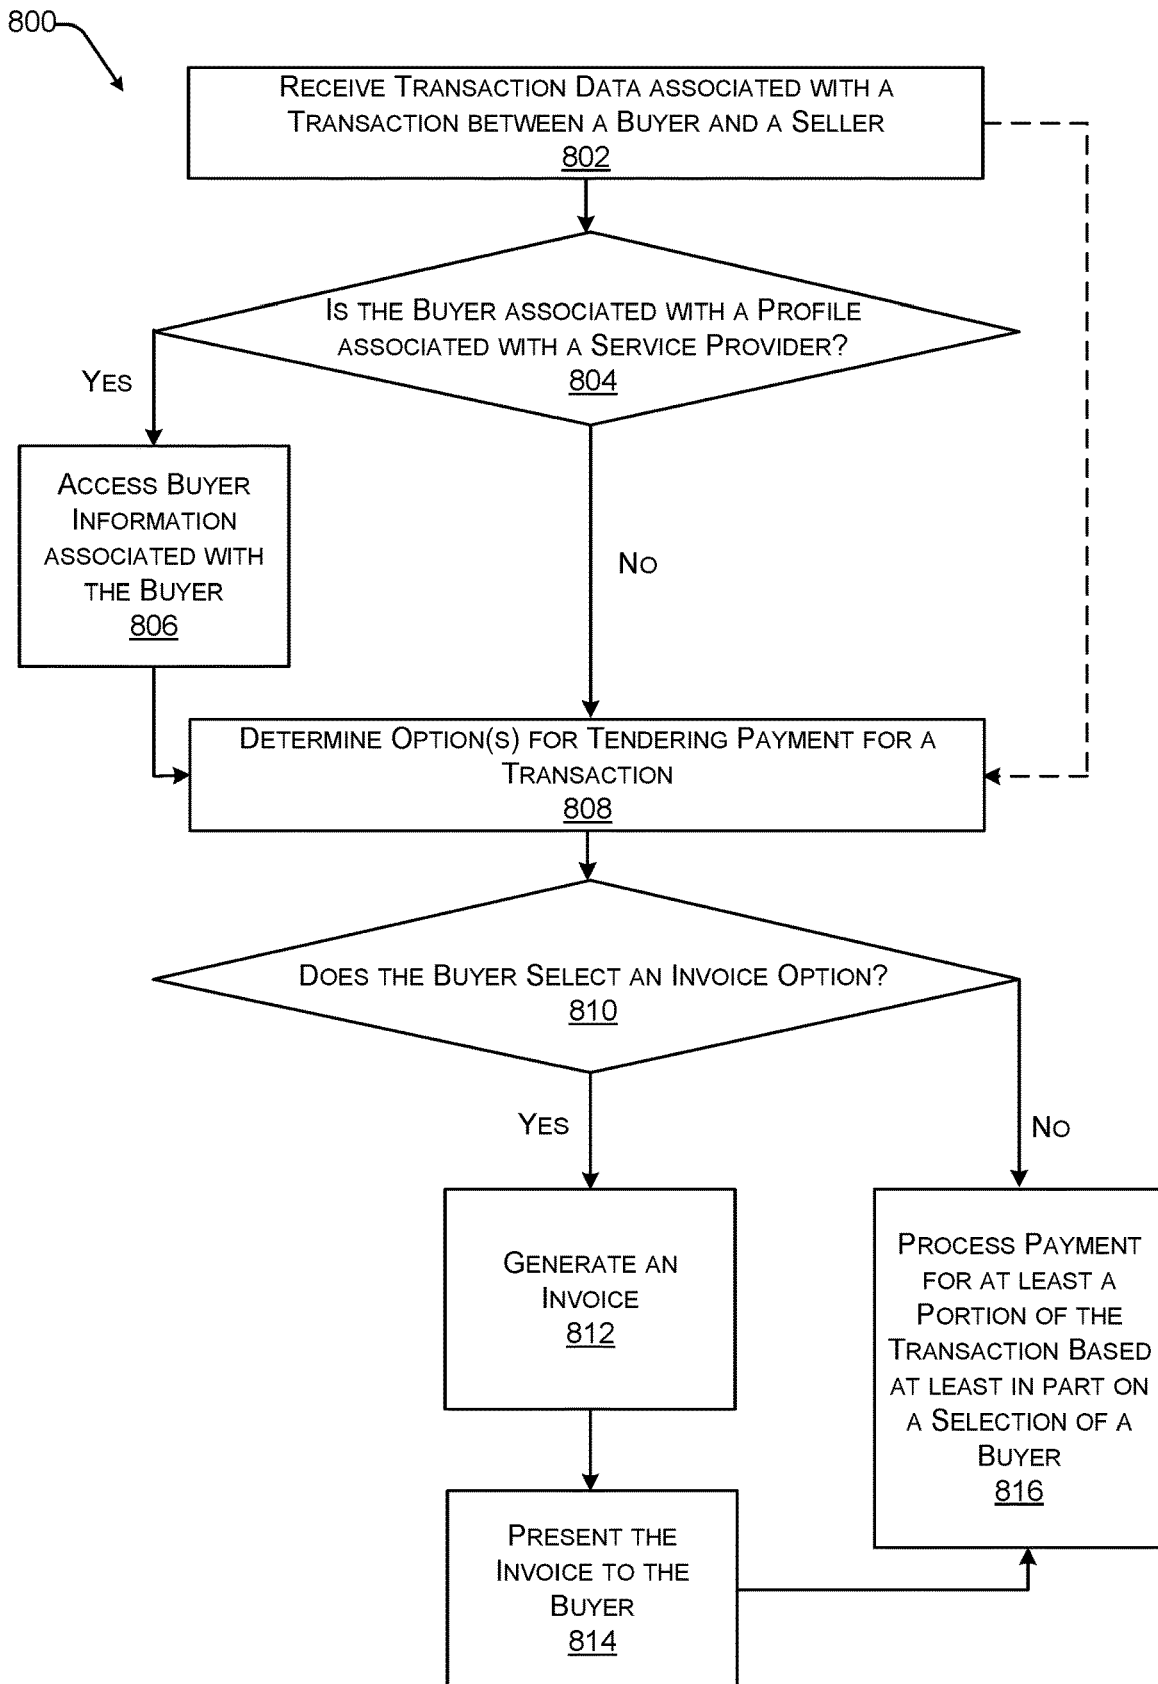 800
RECEIVE TRANSACTION DATA ASSOCIATED WITH A
TRANSACTION BETWEEN A BUYER AND A SELLER
802
IS THE BUYER ASSOCIATED WITH A PROFILE
ASSOCIATED WITH A SERVICE PROVIDER?
804
YES
ACCESS BUYER
INFORMATION
ASSOCIATED WITH
THE BUYER
806
NO
DETERMINE OPTION(S) FOR TENDERING PAYMENT FOR A
TRANSACTION
808
DOES THE BUYER SELECT AN INVOICE OPTION?
810
YES
NO
GENERATE AN
INVOICE
812
PROCESS PAYMENT
FOR AT LEAST A
PORTION OF THE
TRANSACTION BASED
AT LEAST IN PART ON
A SELECTION OF A
BUYER
816
PRESENT THE
INVOICE TO THE
BUYER
814